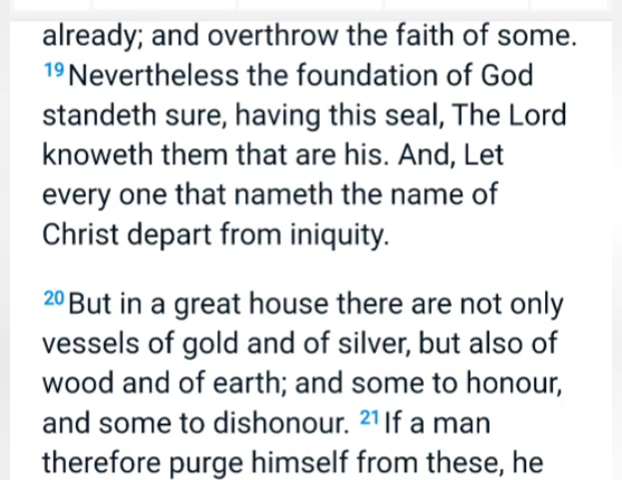 already; and overthrow the faith of some.
19 Nevertheless the foundation of God
standeth sure, having this seal, The Lord
knoweth them that are his. And, Let
every one that nameth the name of
Christ depart from iniquity.
20 But in a great house there are not only
vessels of gold and of silver, but also of
wood and of earth; and some to honour,
and some to dishonour. 21 If a man
therefore purge himself from these, he